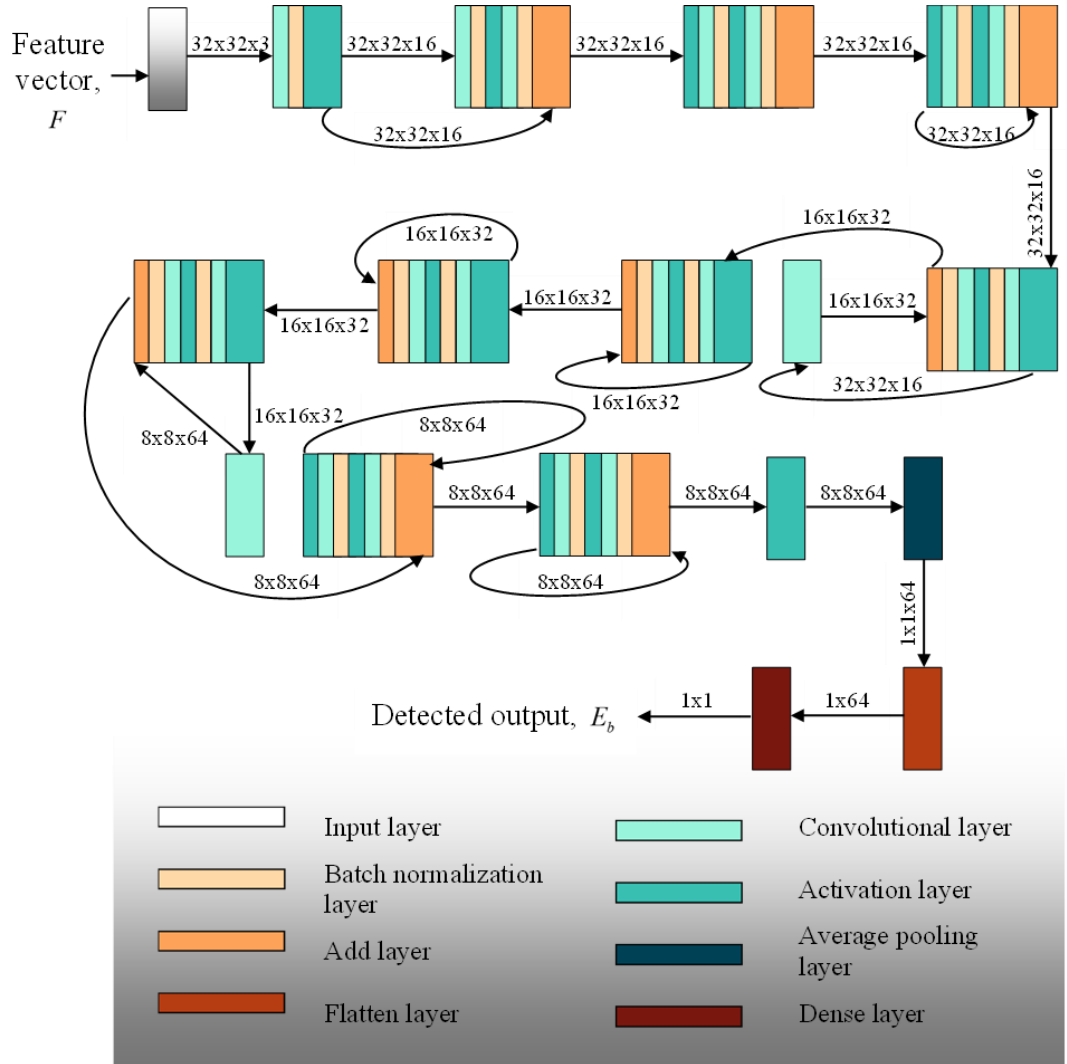 Feature
vector,
F
32x32x3
32x32x16
32x32x16
32x32x16
32x32x16
32x32x16
32x32x16
16x16x32
16x16x32
16x16x32
16x16x32
16x16x32
16x16x32
32x32x16
16x16x32
8x8x64
8x8x64
8x8x64
8x8x64
8x8x64
8x8x64
8x8x64
1x1x64
Detected output, E_b
1x1
1x64
Input layer
Convolutional layer
Batch normalization
layer
Activation layer
Add layer
Average pooling
layer
Flatten layer
Dense layer